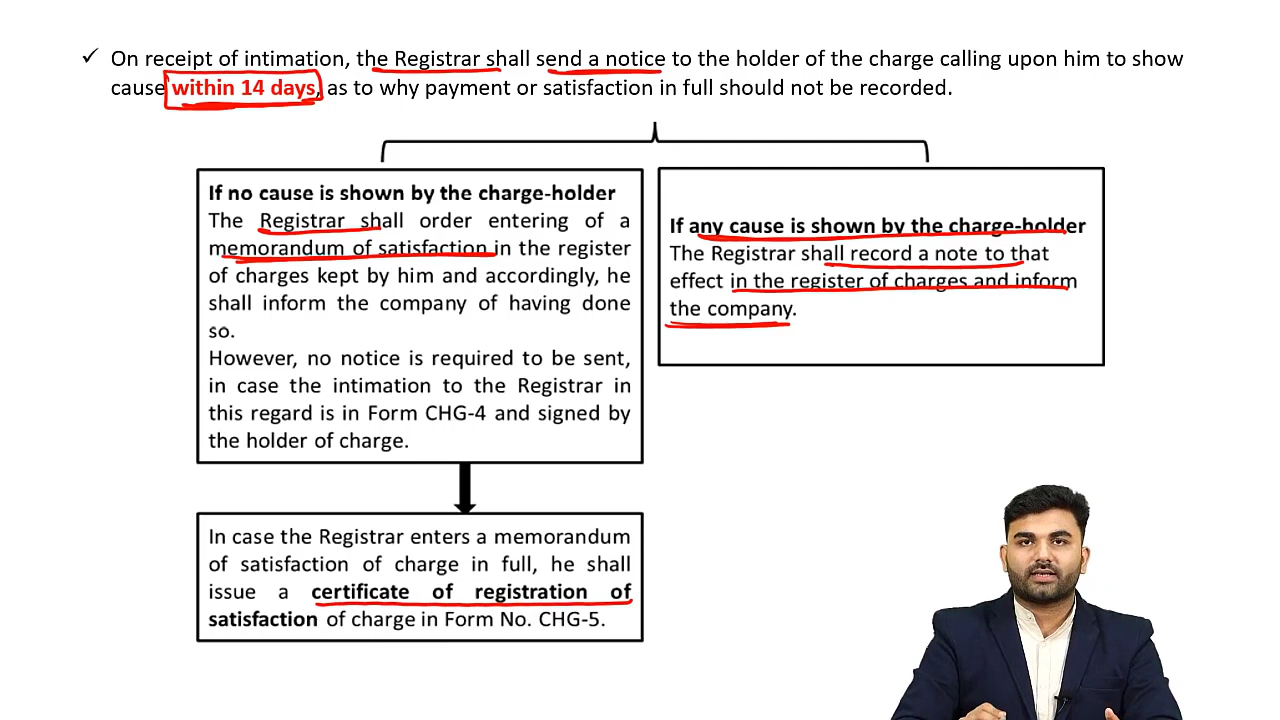 ✓ On receipt of intimation, the Registrar shall send a notice to the holder of the charge calling upon him to show
cause within 14 days, as to why payment or satisfaction in full should not be recorded.
If no cause is shown by the charge-holder
The Registrar shall order entering of a
memorandum of satisfaction in the register
of charges kept by him and accordingly, he
shall inform the company of having done
so.
However, no notice is required to be sent,
in case the intimation to the Registrar in
this regard is in Form CHG-4 and signed by
the holder of charge.
If any cause is shown by the charge-holder
The Registrar shall record a note to that
effect in the register of charges and inform
the company.
In case the Registrar enters a memorandum
of satisfaction of charge in full, he shall
issue a certificate of registration of
satisfaction of charge in Form No. CHG-5.